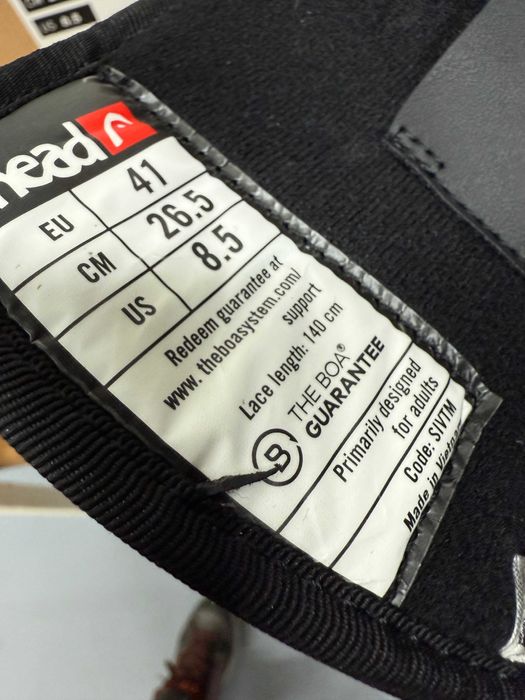 head
EU 41
CM 26.5
US 8.5
Redeem guarantee at
www.theboasystem.com/
support
Lace length: 140 cm
B THE BOA®
GUARANTEE
Primarily designed
for adults
Code: SIVTM
Made in Vietnam